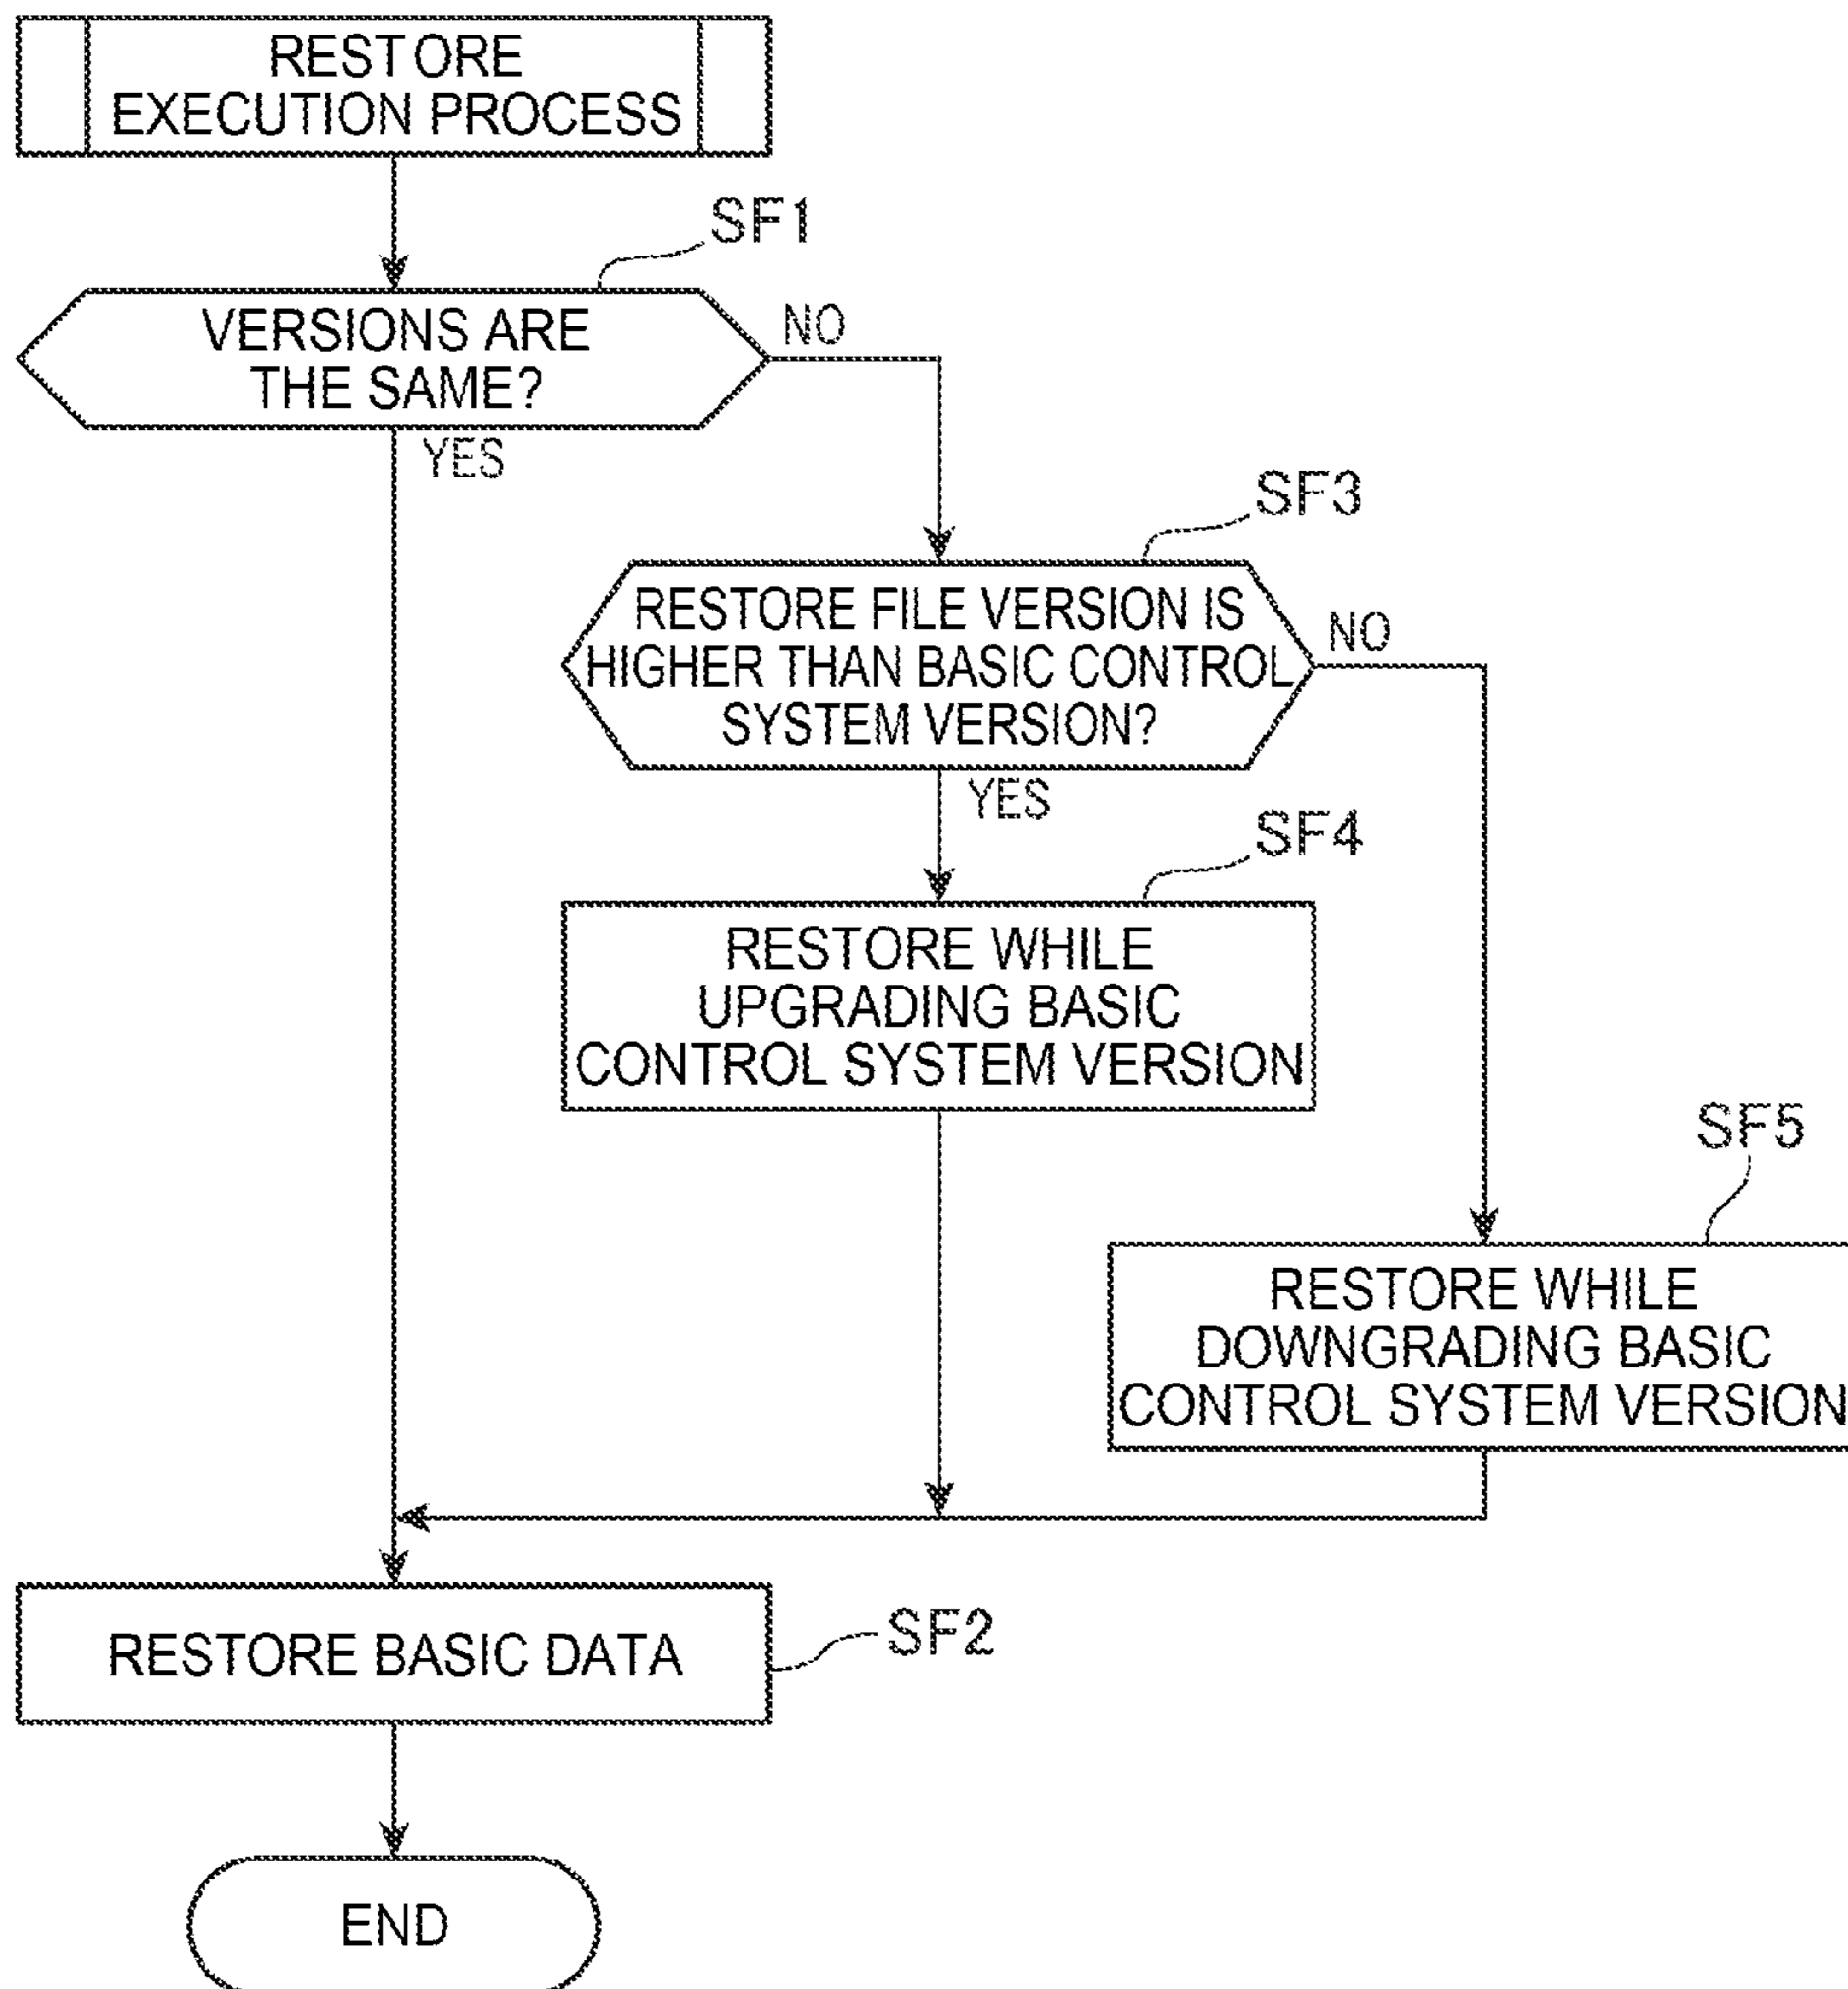 RESTORE
EXECUTION PROCESS
SF1
VERSIONS ARE
THE SAME?
NO
YES
SF3
RESTORE FILE VERSION IS
HIGHER THAN BASIC CONTROL
SYSTEM VERSION?
NO
YES
SF4
RESTORE WHILE
UPGRADING BASIC
CONTROL SYSTEM VERSION
SF5
RESTORE WHILE
DOWNGRADING BASIC
CONTROL SYSTEM VERSION
RESTORE BASIC DATA
SF2
END